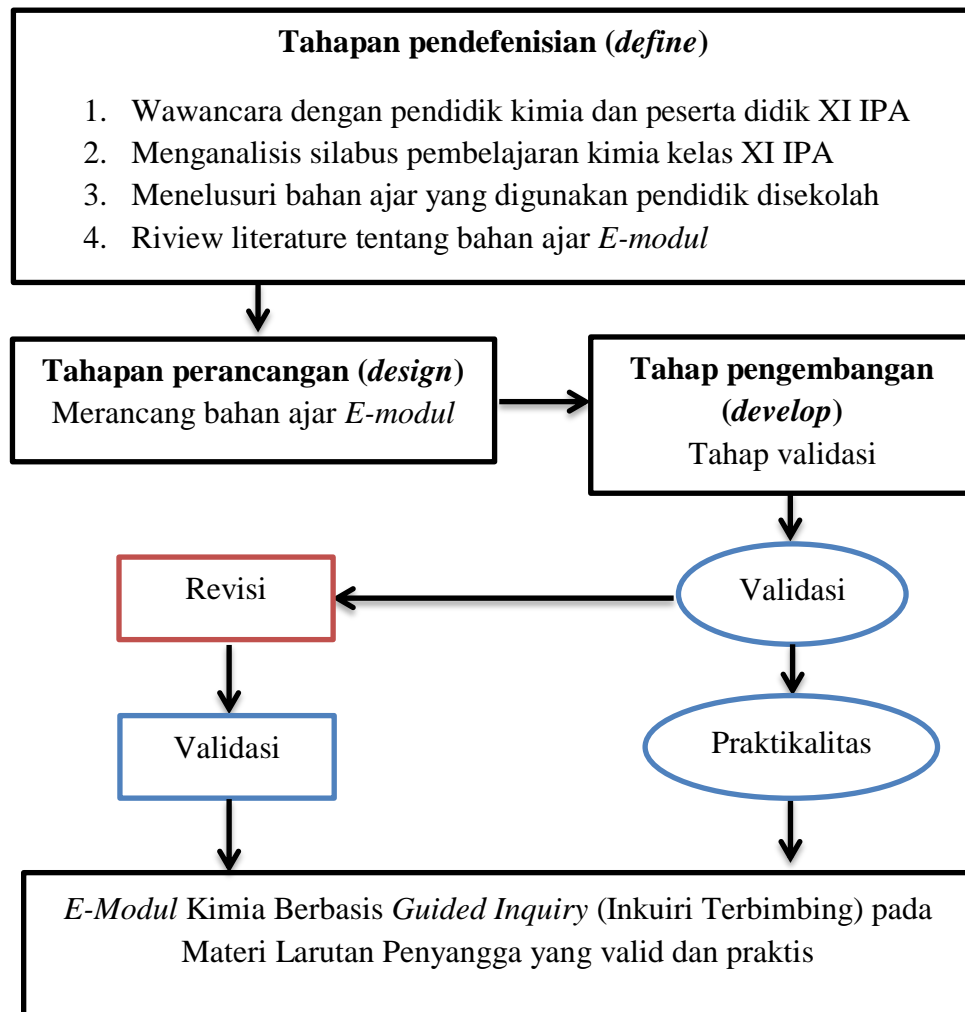 Tahapan pendefenisian (define)
1. Wawancara dengan pendidik kimia dan peserta didik XI IPA
2. Menganalisis silabus pembelajaran kimia kelas XI IPA
3. Menelusuri bahan ajar yang digunakan pendidik disekolah
4. Riview literature tentang bahan ajar E-modul
Tahapan perancangan (design)
Merancang bahan ajar E-modul
Tahap pengembangan
(develop)
Tahap validasi
Revisi
Validasi
Validasi
Praktikalitas
E-Modul Kimia Berbasis Guided Inquiry (Inkuiri Terbimbing) pada
Materi Larutan Penyangga yang valid dan praktis